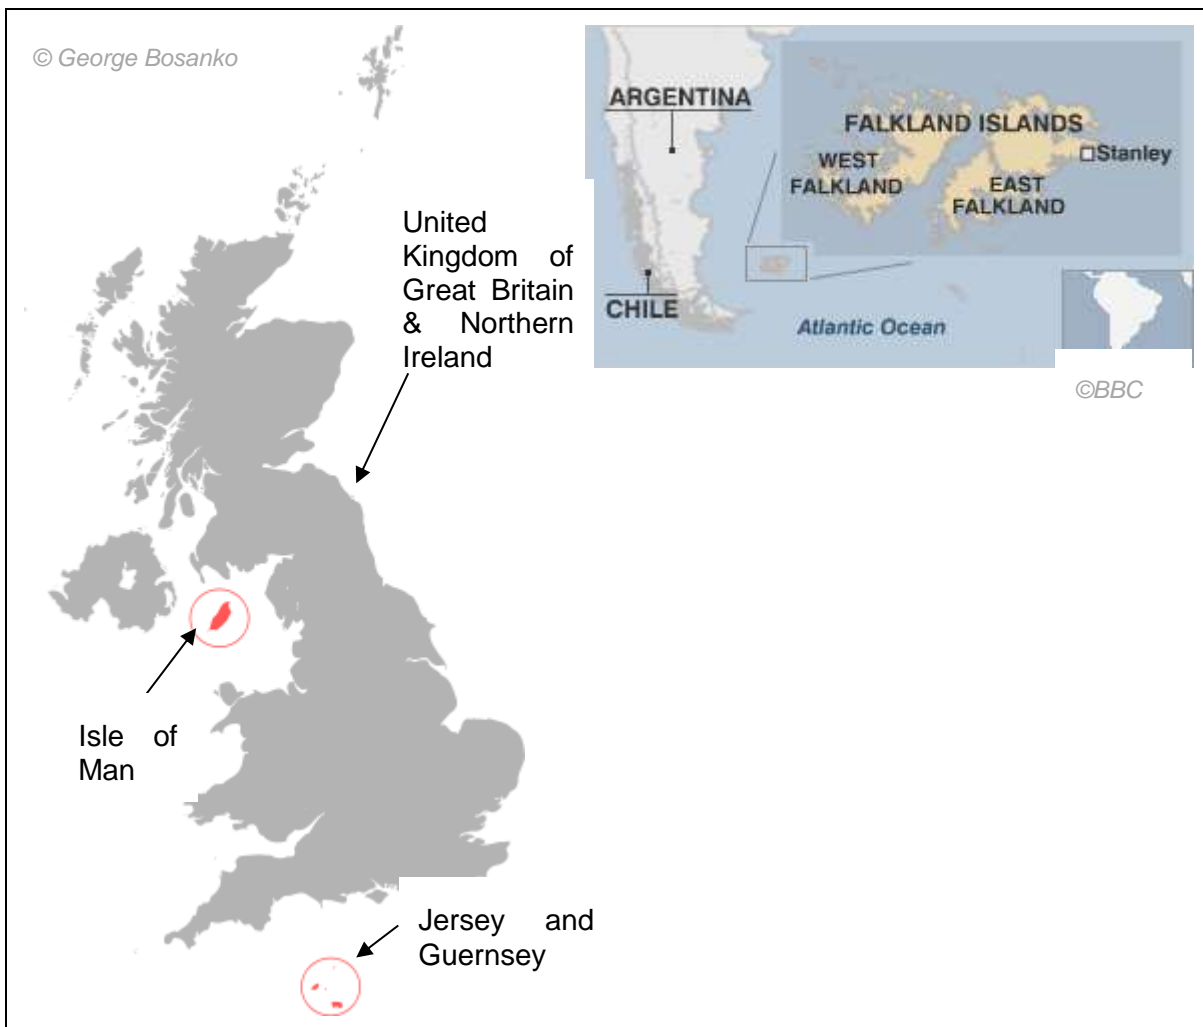 © George Bosanko
United
Kingdom of
Great Britain
& Northern
Ireland
Isle of
Man
Jersey and
Guernsey
ARGENTINA
FALKLAND ISLANDS
WEST
FALKLAND
EAST
FALKLAND
Stanley
CHILE
Atlantic Ocean
©BBC